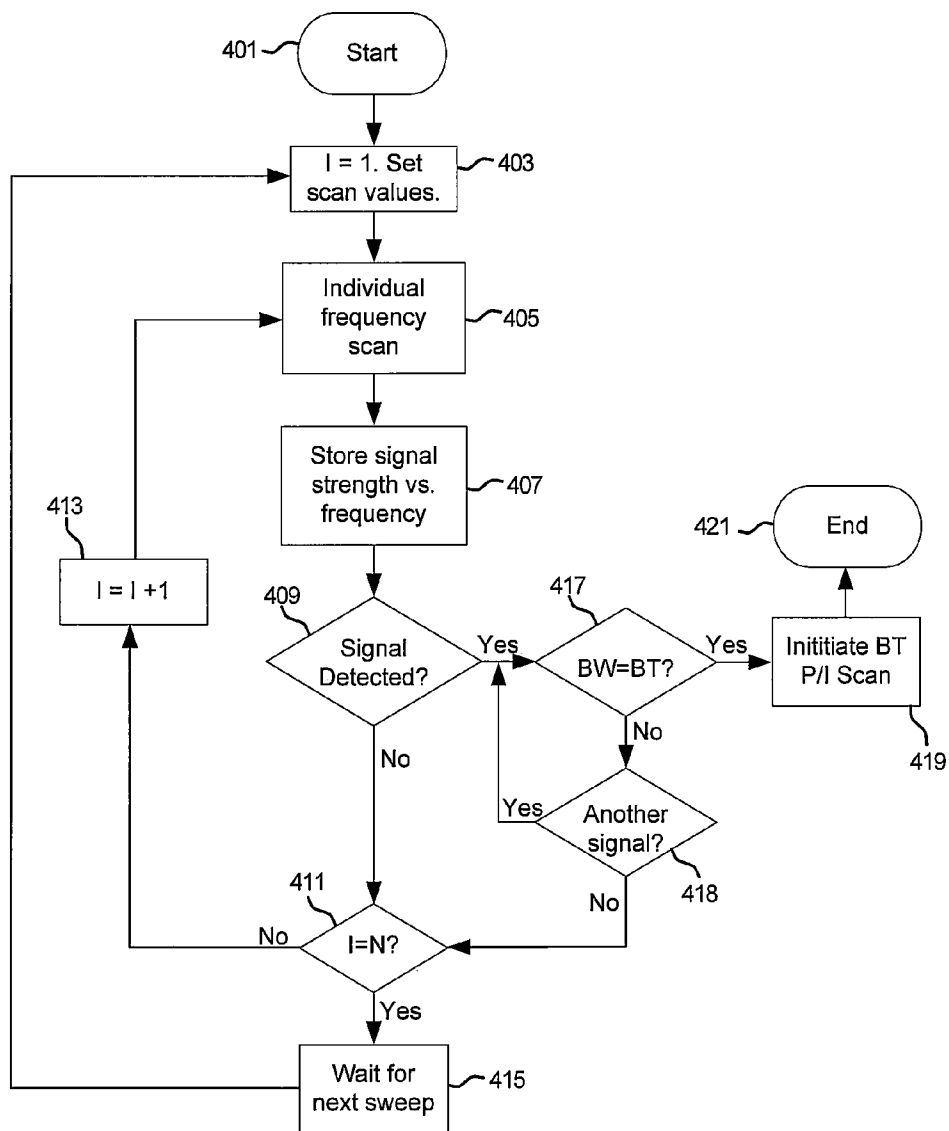 401
Start
I = 1. Set
scan values.
403
Individual
frequency
scan
405
Store signal
strength vs.
frequency
407
413
I = I +1
421
End
409
Signal
Detected?
Yes
417
BW=BT?
Yes
Inititiate BT
P/I Scan
419
No
No
Yes
Another
signal?
418
411
No
I=N?
No
Yes
Wait for
next sweep
415